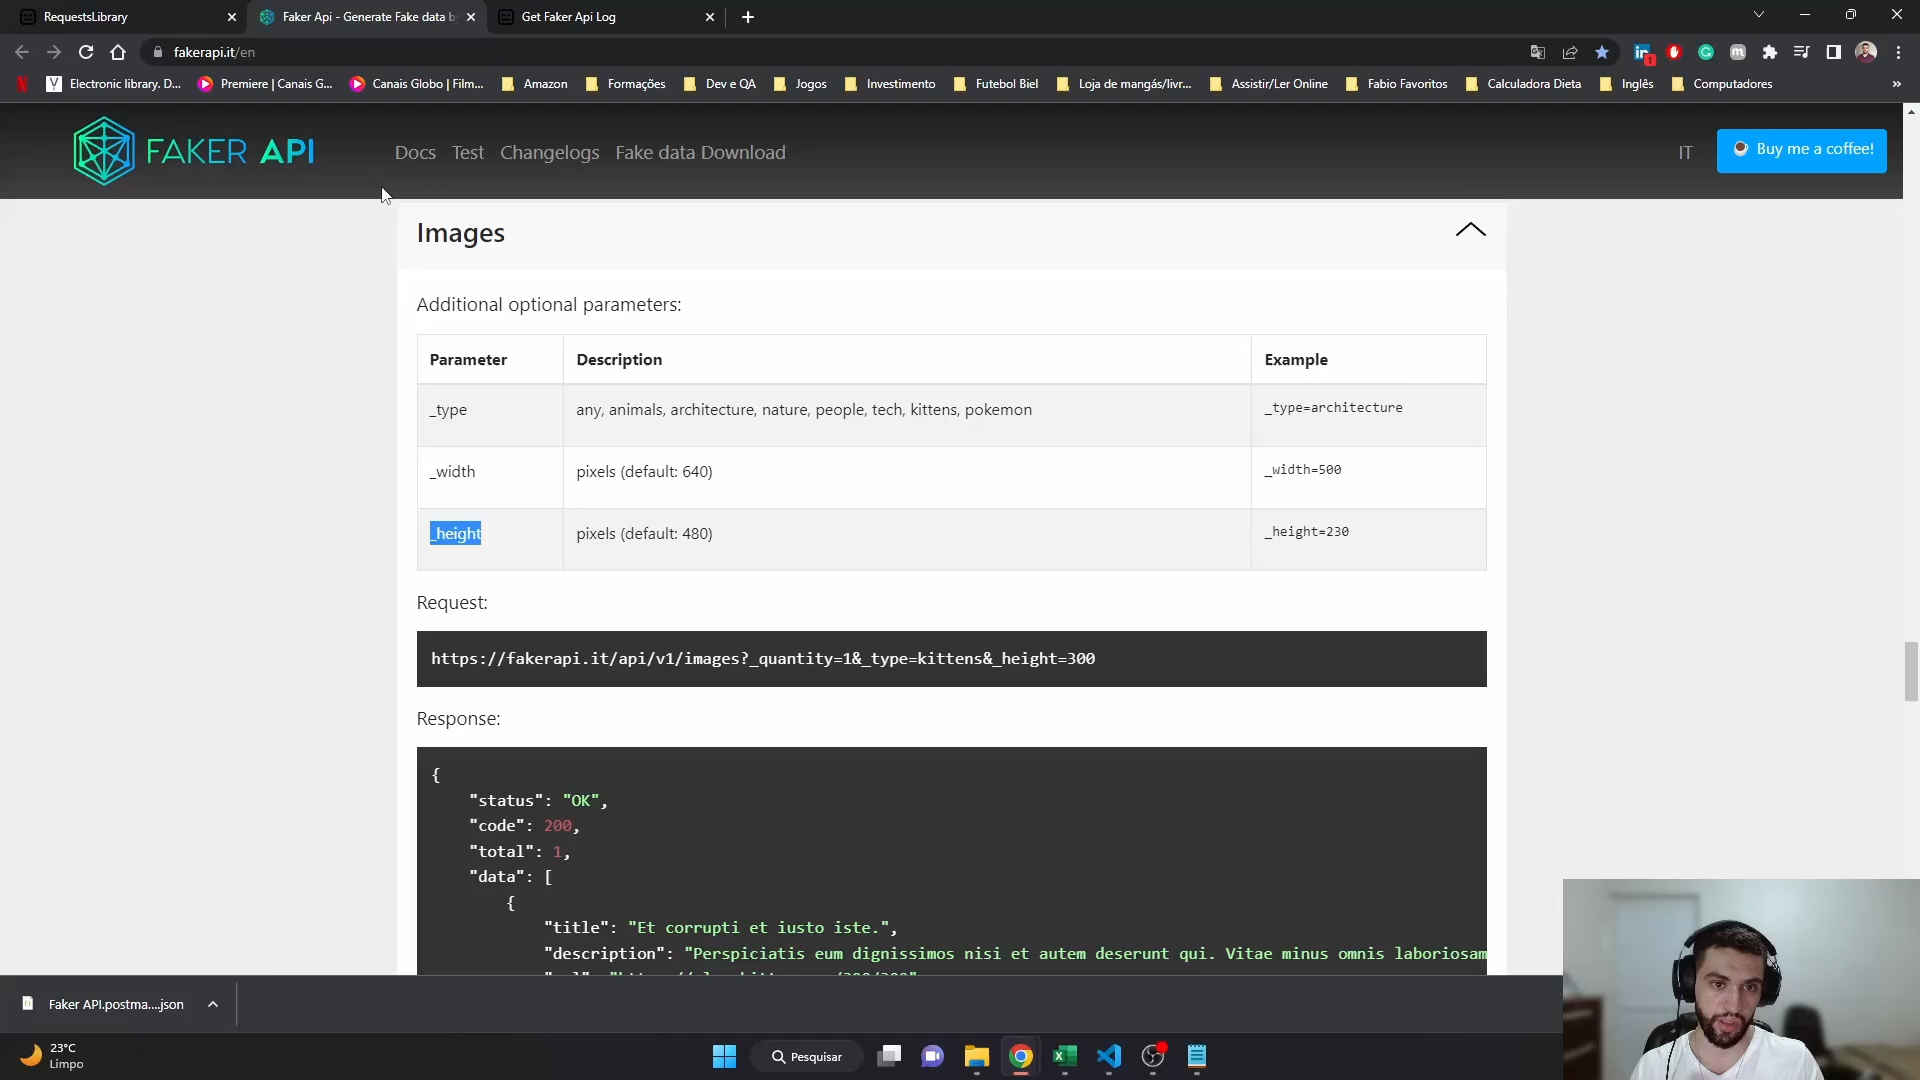 RequestsLibrary
Faker Api - Generate Fake data b
Get Faker Api Log
fakerapi.it/en
Electronic library. D...
Premiere | Canais G...
Canais Globo | Film...
Amazon
Formações
Dev e QA
Jogos
Investimento
Futebol Biel
Loja de mangás/livr...
Assistir/Ler Online
Fabio Favoritos
Calculadora Dieta
Inglês
Computadores
»
FAKER API
Docs
Test
Changelogs
Fake data Download
IT
Buy me a coffee!
Images
Additional optional parameters:
Parameter Description Example
_type any, animals, architecture, nature, people, tech, kittens, pokemon _type=architecture
_width pixels (default: 640) _width=500
_height pixels (default: 480) _height=230
Request:
https://fakerapi.it/api/v1/images?_quantity=1&_type=kittens&_height=300
Response:
{
"status": "OK",
"code": 200,
"total": 1,
"data": [
{
"title": "Et corrupti et iusto iste.",
"description": "Perspiciatis eum dignissimos nisi et autem deserunt qui. Vitae minus omnis laboriosam
Faker API.postma....json
23°C
Limpo
Pesquisar